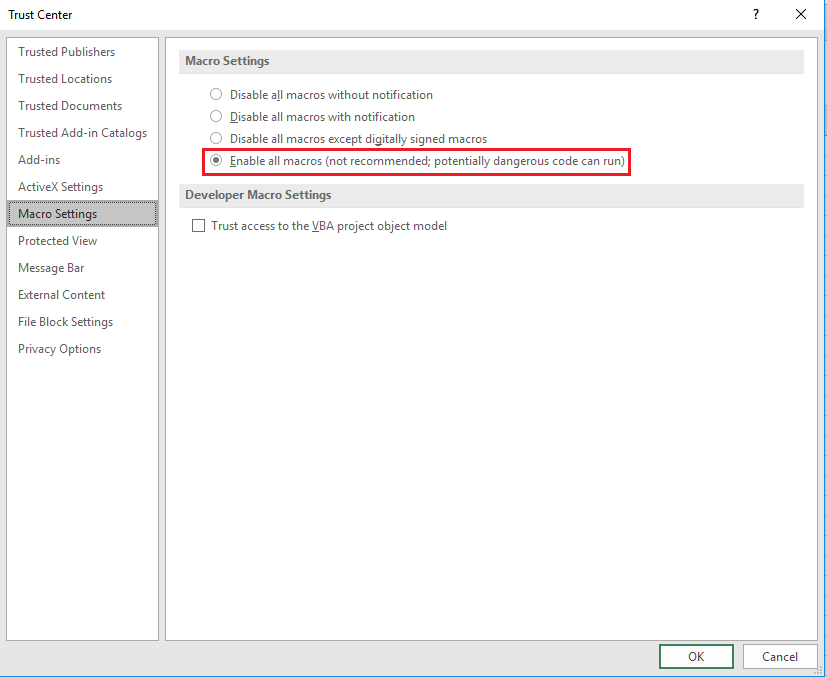 Trust Center
?
Trusted Publishers
Trusted Locations
Trusted Documents
Trusted Add-in Catalogs
Add-ins
ActiveX Settings
Macro Settings
Protected View
Message Bar
External Content
File Block Settings
Privacy Options
Macro Settings
Disable all macros without notification
Disable all macros with notification
Disable all macros except digitally signed macros
Enable all macros (not recommended; potentially dangerous code can run)
Developer Macro Settings
Trust access to the VBA project object model
OK
Cancel